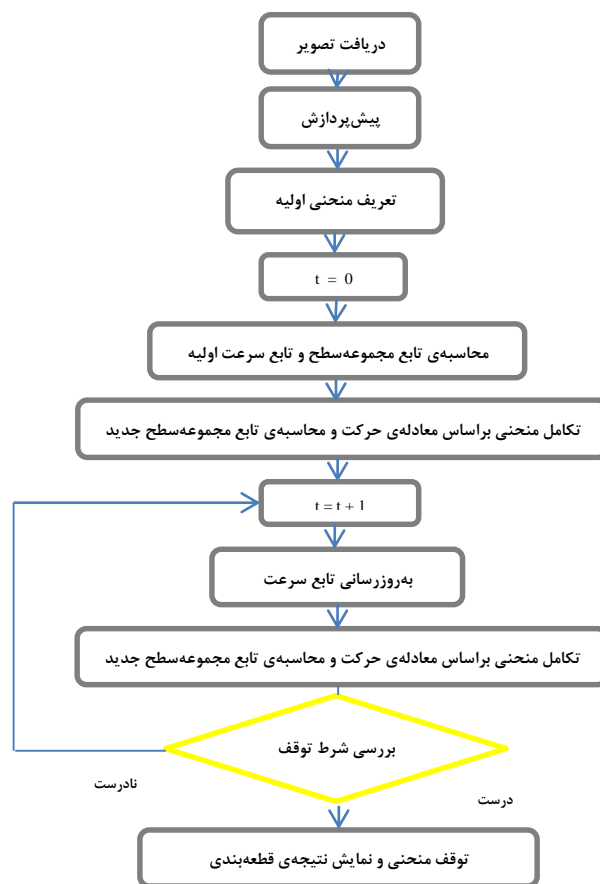 دریافت تصویر
پیش‌پردازش
تعریف منحنی اولیه
t = 0
محاسبه‌ی تابع مجموعه‌سطح و تابع سرعت اولیه
تکامل منحنی براساس معادله‌ی حرکت و محاسبه‌ی تابع مجموعه‌سطح جدید
t = t + 1
به‌روزرسانی تابع سرعت
تکامل منحنی براساس معادله‌ی حرکت و محاسبه‌ی تابع مجموعه‌سطح جدید
بررسی شرط توقف
نادرست
درست
توقف منحنی و نمایش نتیجه‌ی قطعه‌بندی